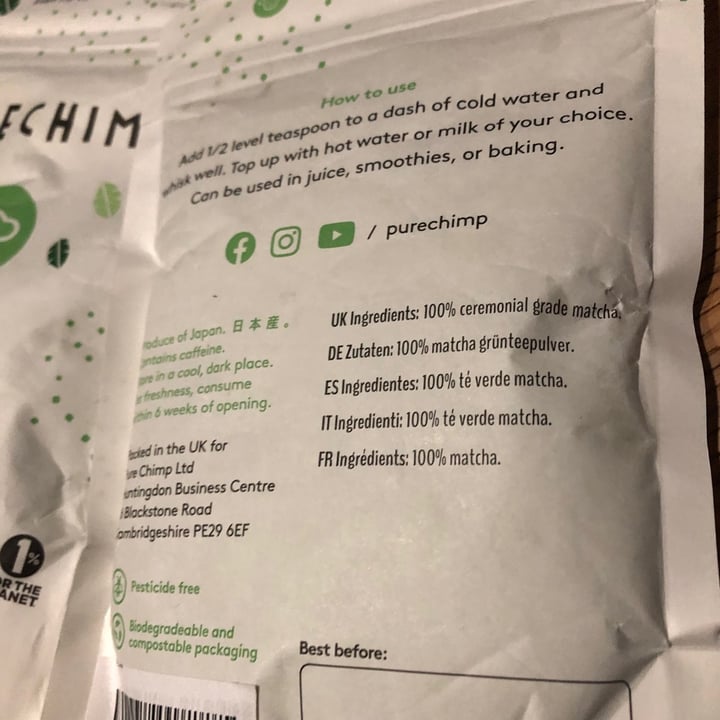 ECHIM
How to use
Add 1/2 level teaspoon to a dash of cold water and
whisk well. Top up with hot water or milk of your choice.
Can be used in juice, smoothies, or baking.
/ purechimp
roduce of Japan. 日本産。
ntains caffeine.
ore in a cool, dark place.
r freshness, consume
thin 6 weeks of opening.
acked in the UK for
ure Chimp Ltd
untingdon Business Centre
Blackstone Road
ambridgeshire PE29 6EF
Pesticide free
Biodegradeable and
compostable packaging
UK Ingredients: 100% ceremonial grade matcha.
DE Zutaten: 100% matcha grünteepulver.
ES Ingredientes: 100% té verde matcha.
IT Ingredienti: 100% té verde matcha.
FR Ingrédients: 100% matcha.
Best before:
1%
R THE
ANET